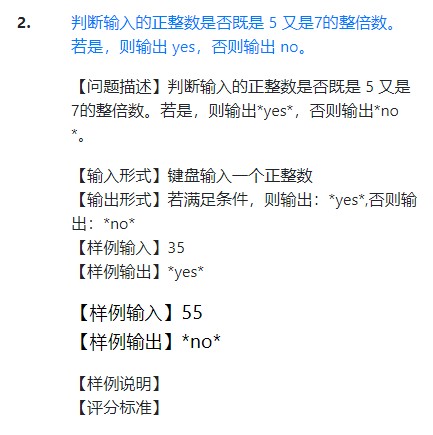 2. 判断输入的正整数是否既是 5 又是7的整倍数。
若是，则输出 yes，否则输出 no。
【问题描述】判断输入的正整数是否既是 5 又是
7的整倍数。若是，则输出*yes*，否则输出*no
*。
【输入形式】键盘输入一个正整数
【输出形式】若满足条件，则输出：*yes*,否则输
出：*no*
【样例输入】35
【样例输出】*yes*
【样例输入】55
【样例输出】*no*
【样例说明】
【评分标准】